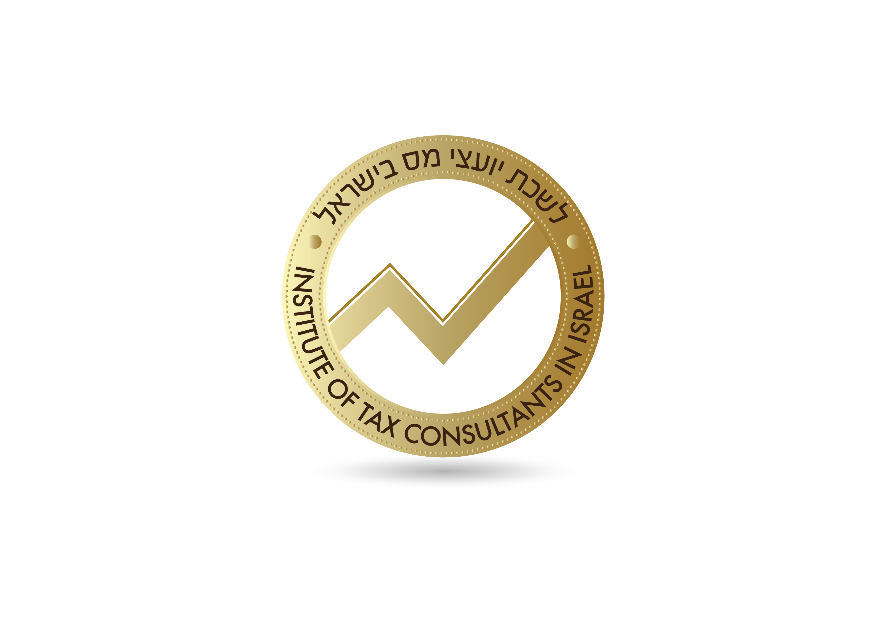 לשכת יועצי מס בישראל
INSTITUTE OF TAX CONSULTANTS IN ISRAEL